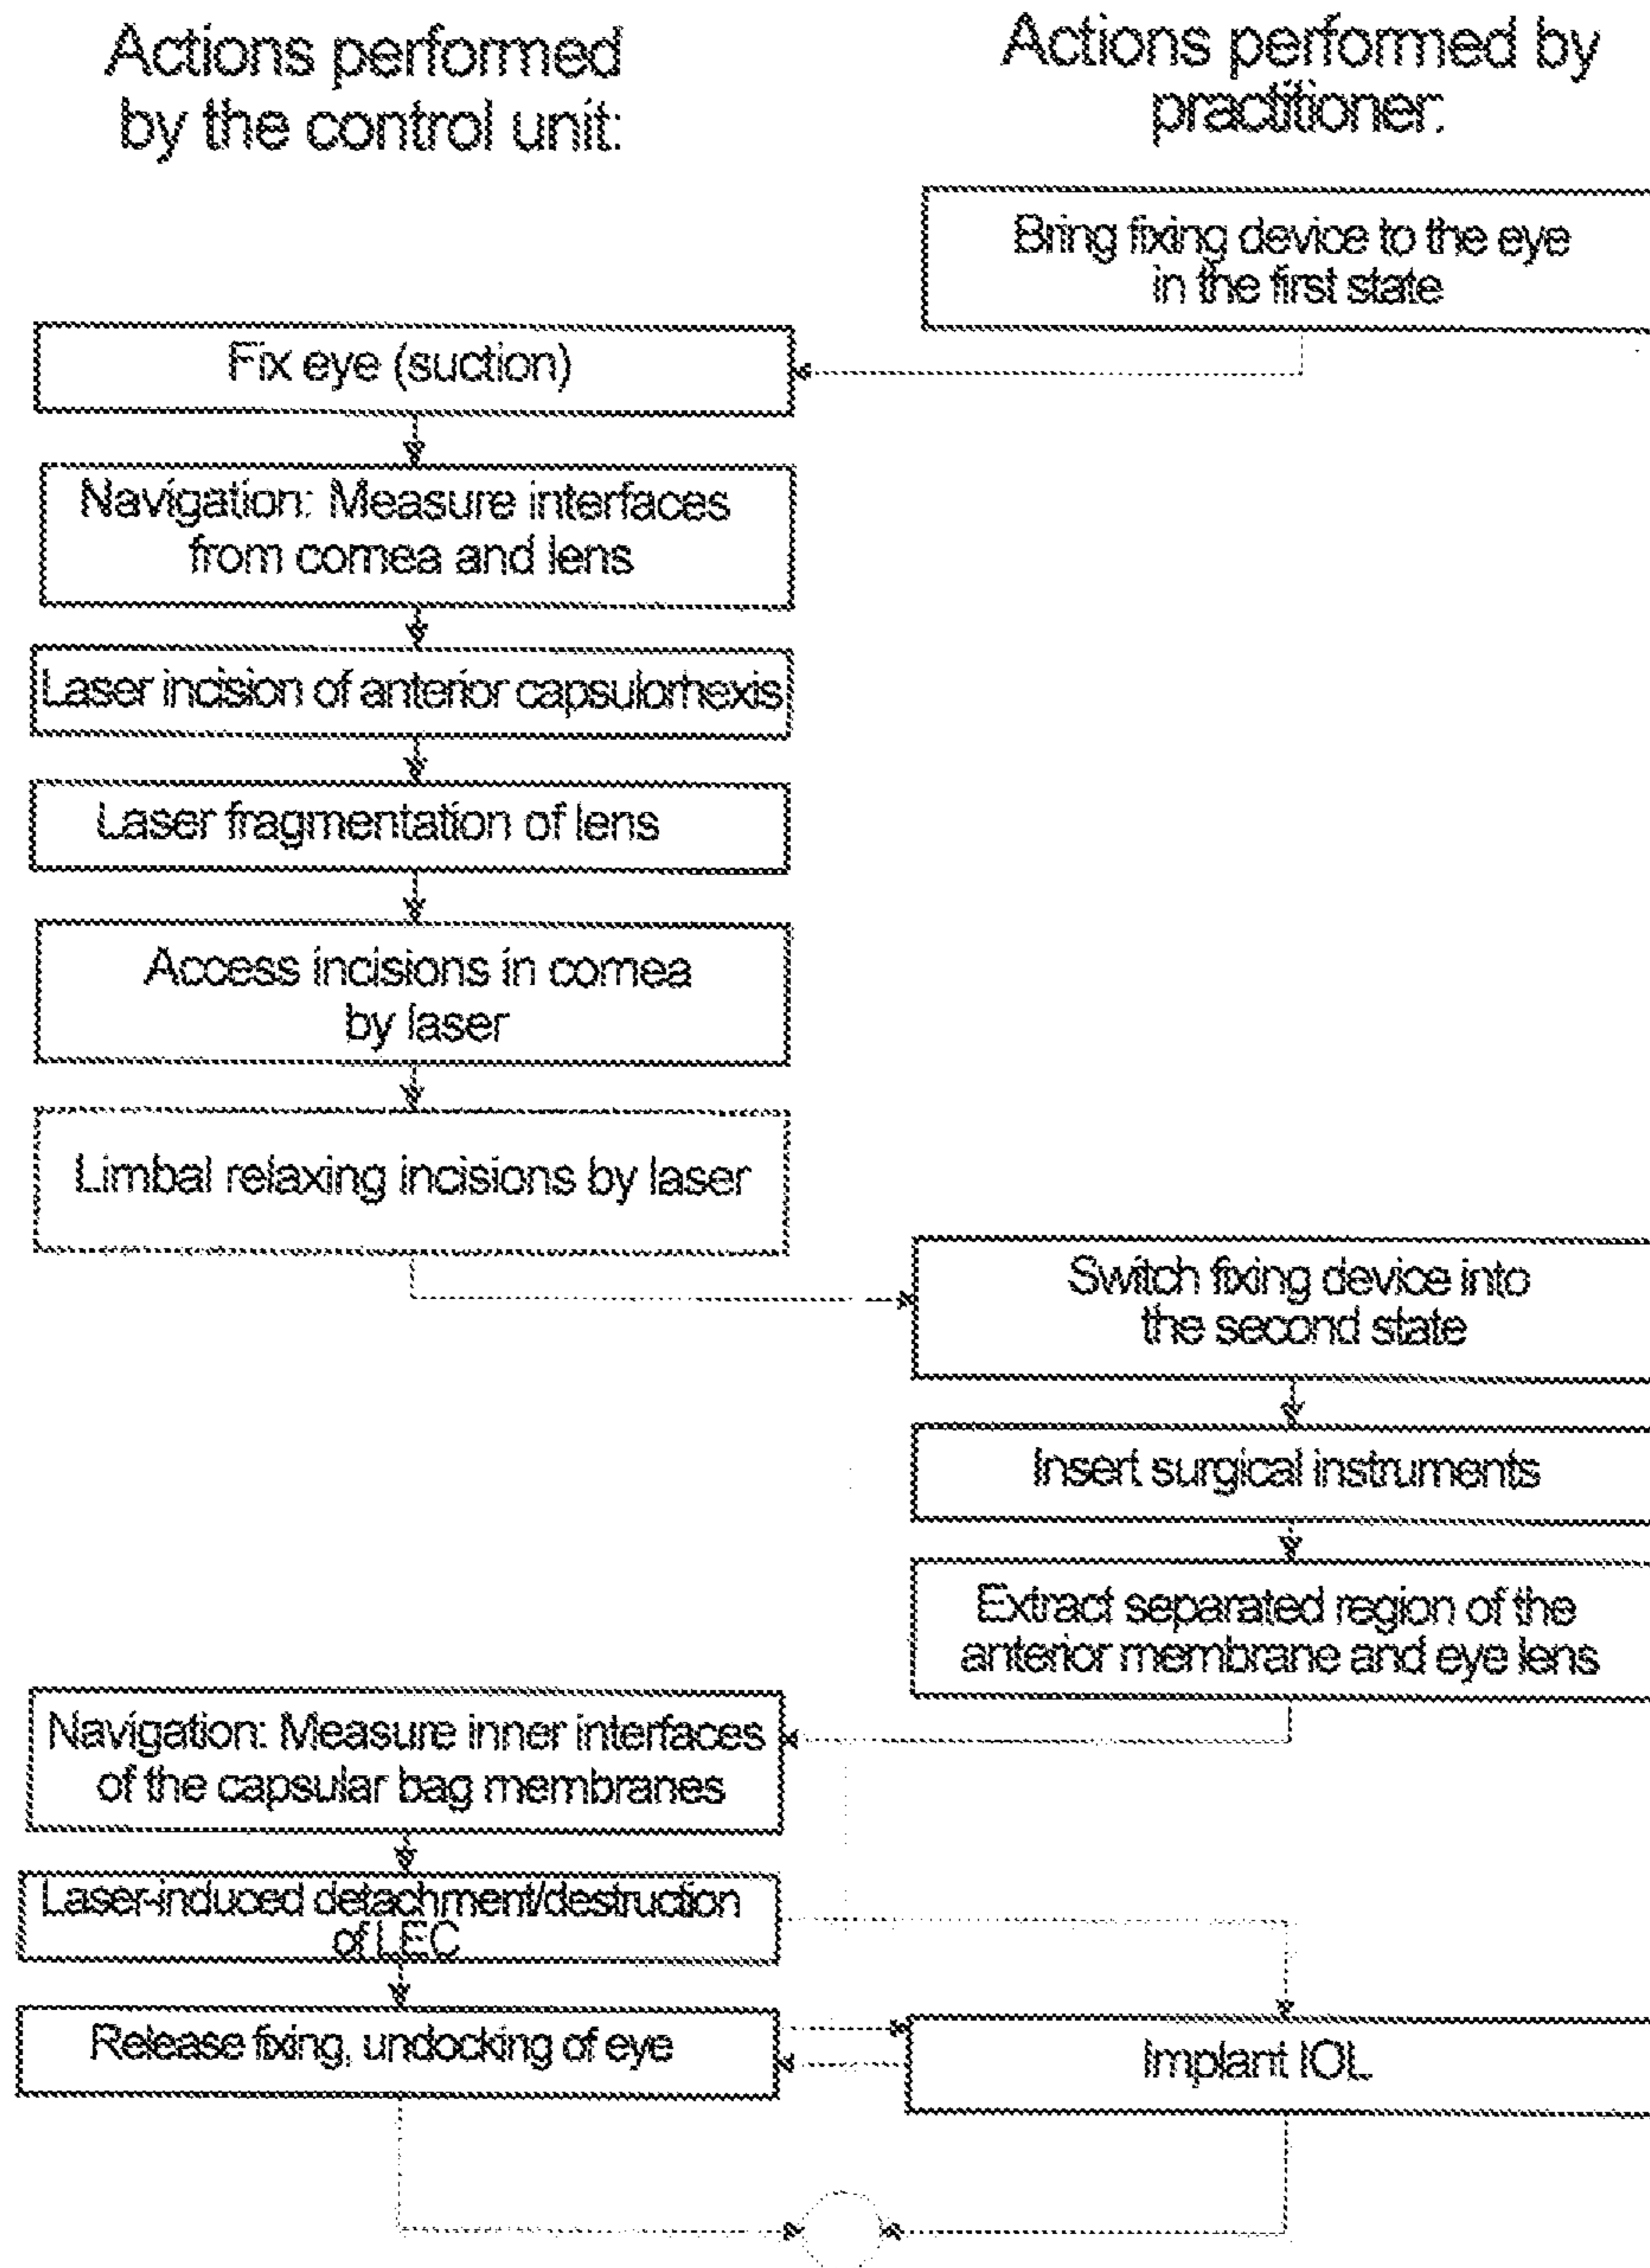 Actions performed
by the control unit:
Actions performed by
practitioner:
Bring fixing device to the eye
in the first state
Fix eye (suction)
Navigation: Measure interfaces
from cornea and lens
Laser incision of anterior capsulorhexis
Laser fragmentation of lens
Access incisions in cornea
by laser
Limbal relaxing incisions by laser
Switch fixing device into
the second state
Insert surgical instruments
Extract separated region of the
anterior membrane and eye lens
Navigation: Measure inner interfaces
of the capsular bag membranes
Laser-induced detachment/destruction
of LEC
Release fixing, undocking of eye
Implant IOL